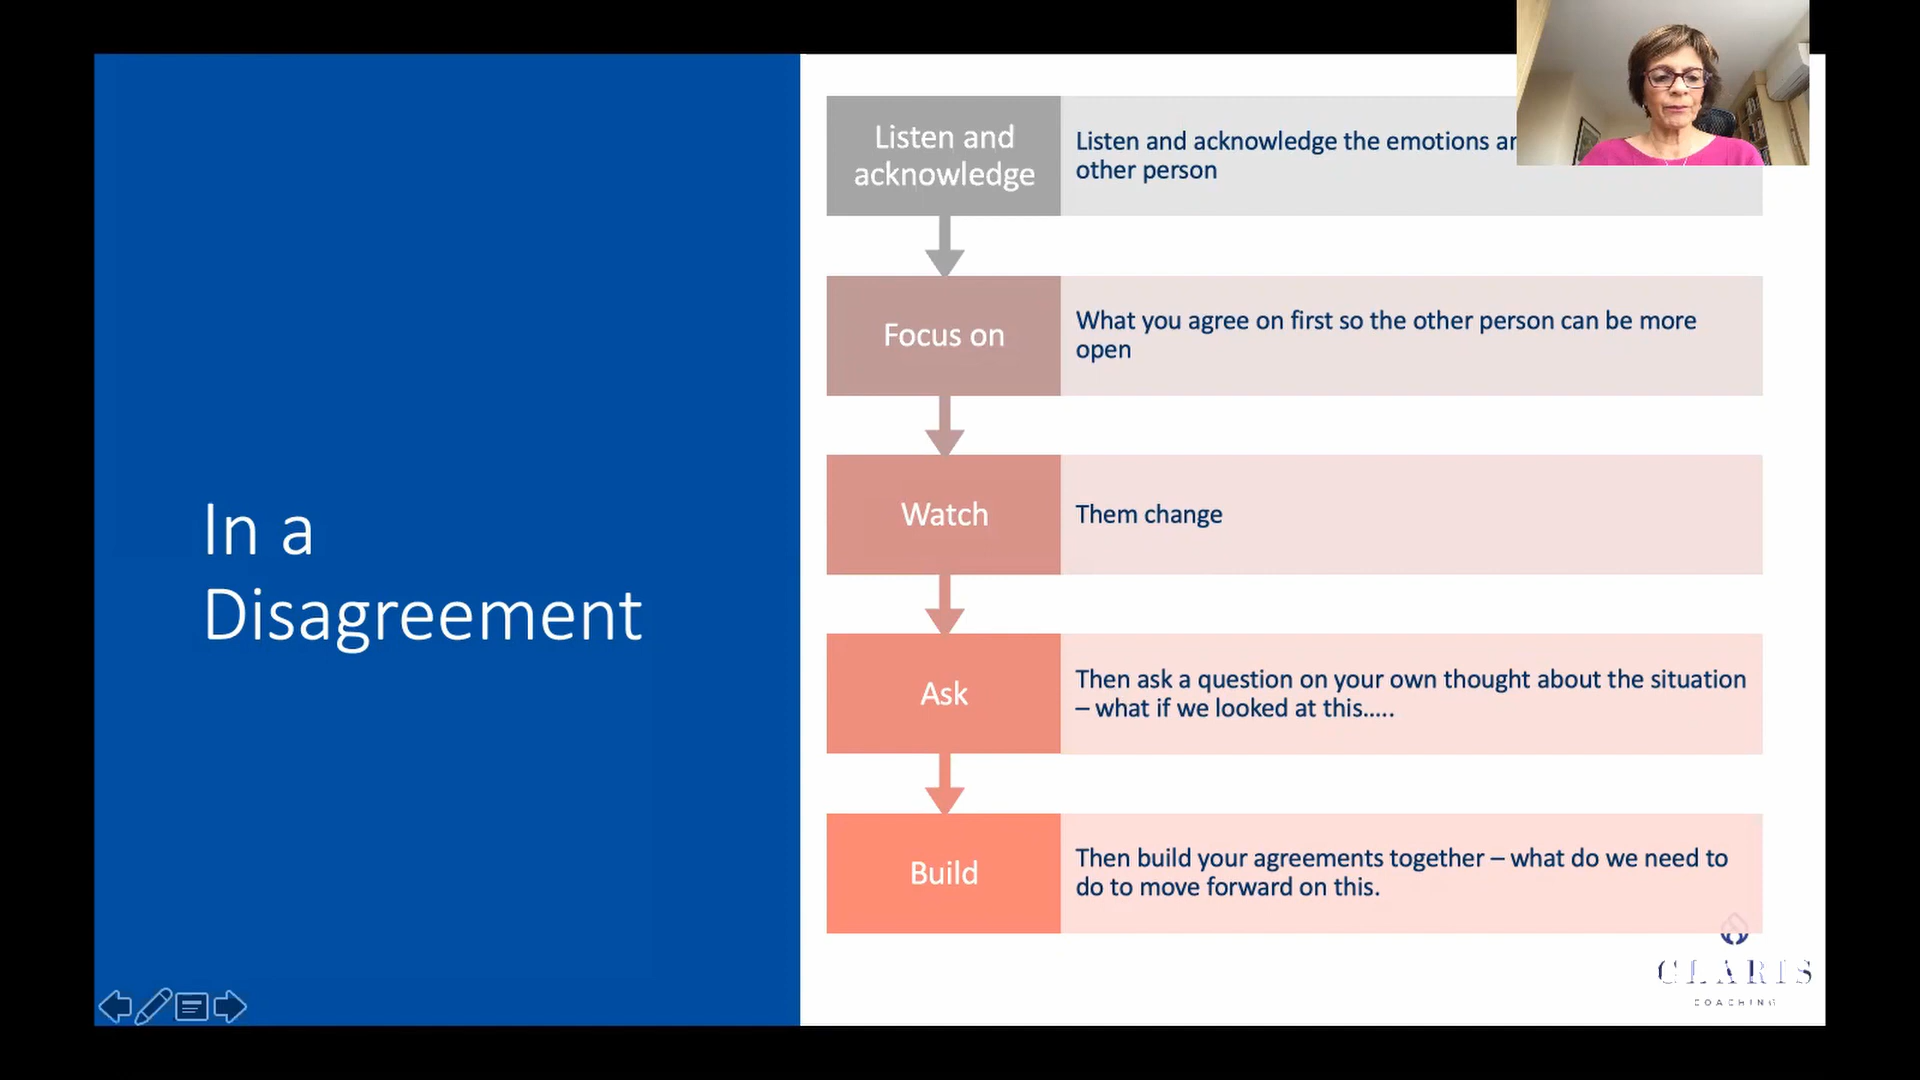 In a
Disagreement
Listen and
acknowledge
Listen and acknowledge the emotions
other person
Focus on
What you agree on first so the other person can be more
open
Watch
Them change
Ask
Then ask a question on your own thought about the situation
– what if we looked at this.....
Build
Then build your agreements together – what do we need to
do to move forward on this.
CLARIS
COACHING